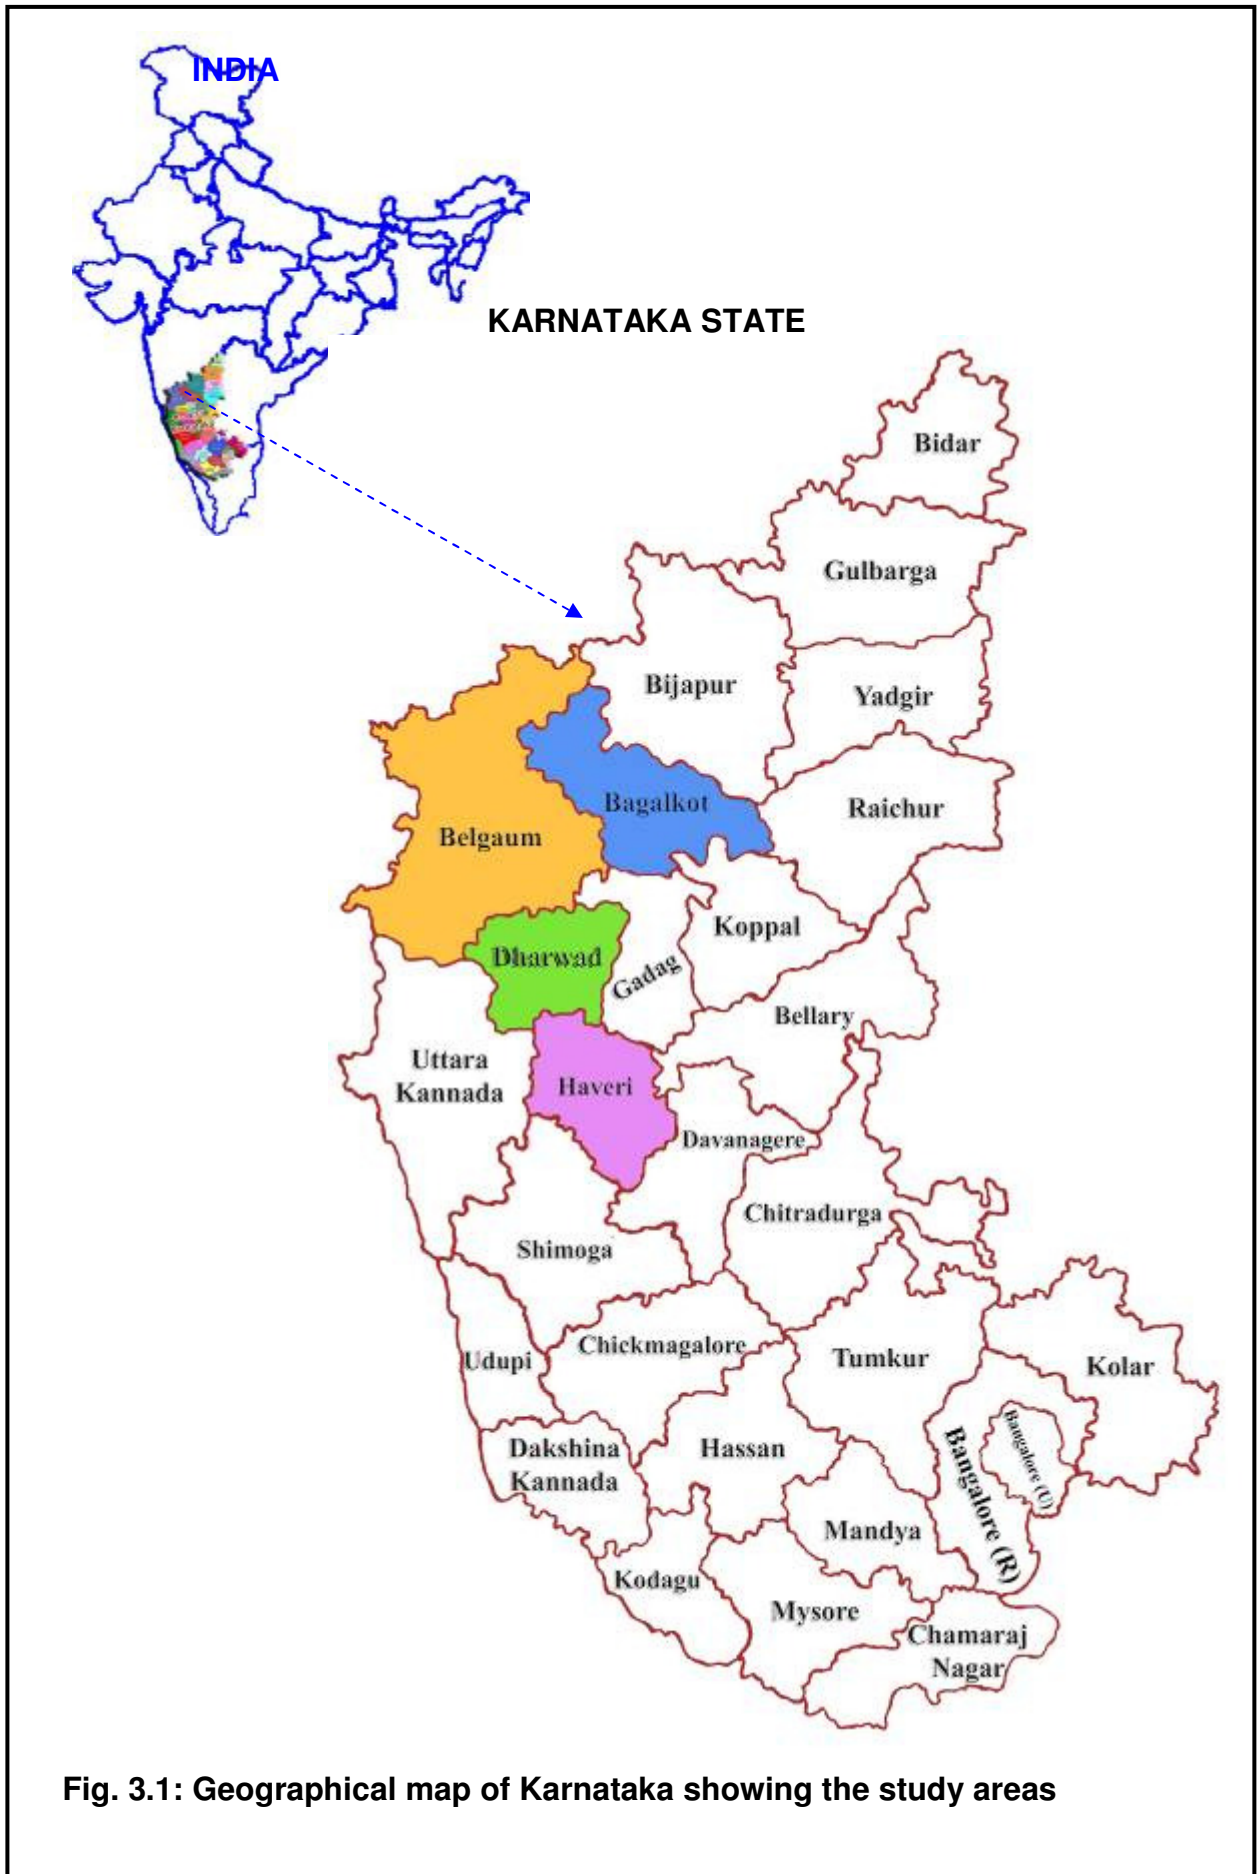 INDIA
KARNATAKA STATE
Bidar
Gulbarga
Bijapur
Yadgir
Bagalkot
Raichur
Belgaum
Koppal
Dharwad
Gadag
Bellary
Uttara
Kannada
Haveri
Davanagere
Chitradurga
Shimoga
Chickmagalore
Udupi
Tumkur
Kolar
Bangalore (U)
Bangalore (R)
Dakshina
Kannada
Hassan
Mandya
Kodagu
Mysore
Chamaraj
Nagar
Fig. 3.1: Geographical map of Karnataka showing the study areas